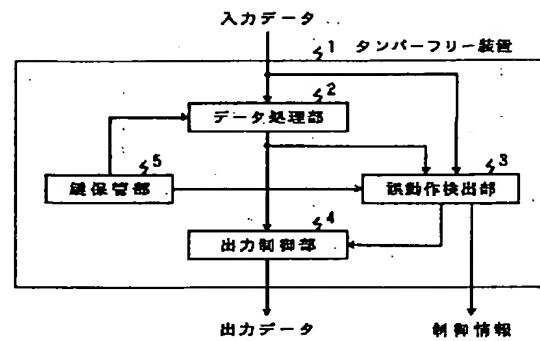 入力データ
1 タンパーフリー装置
2
データ処理部
5
3
鍵保管部
誤動作検出部
4
出力制御部
出力データ
制御情報